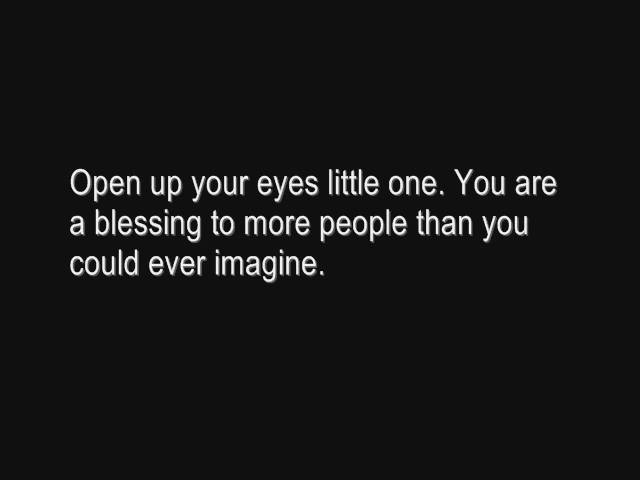 Open up your eyes little one. You are
a blessing to more people than you
could ever imagine.